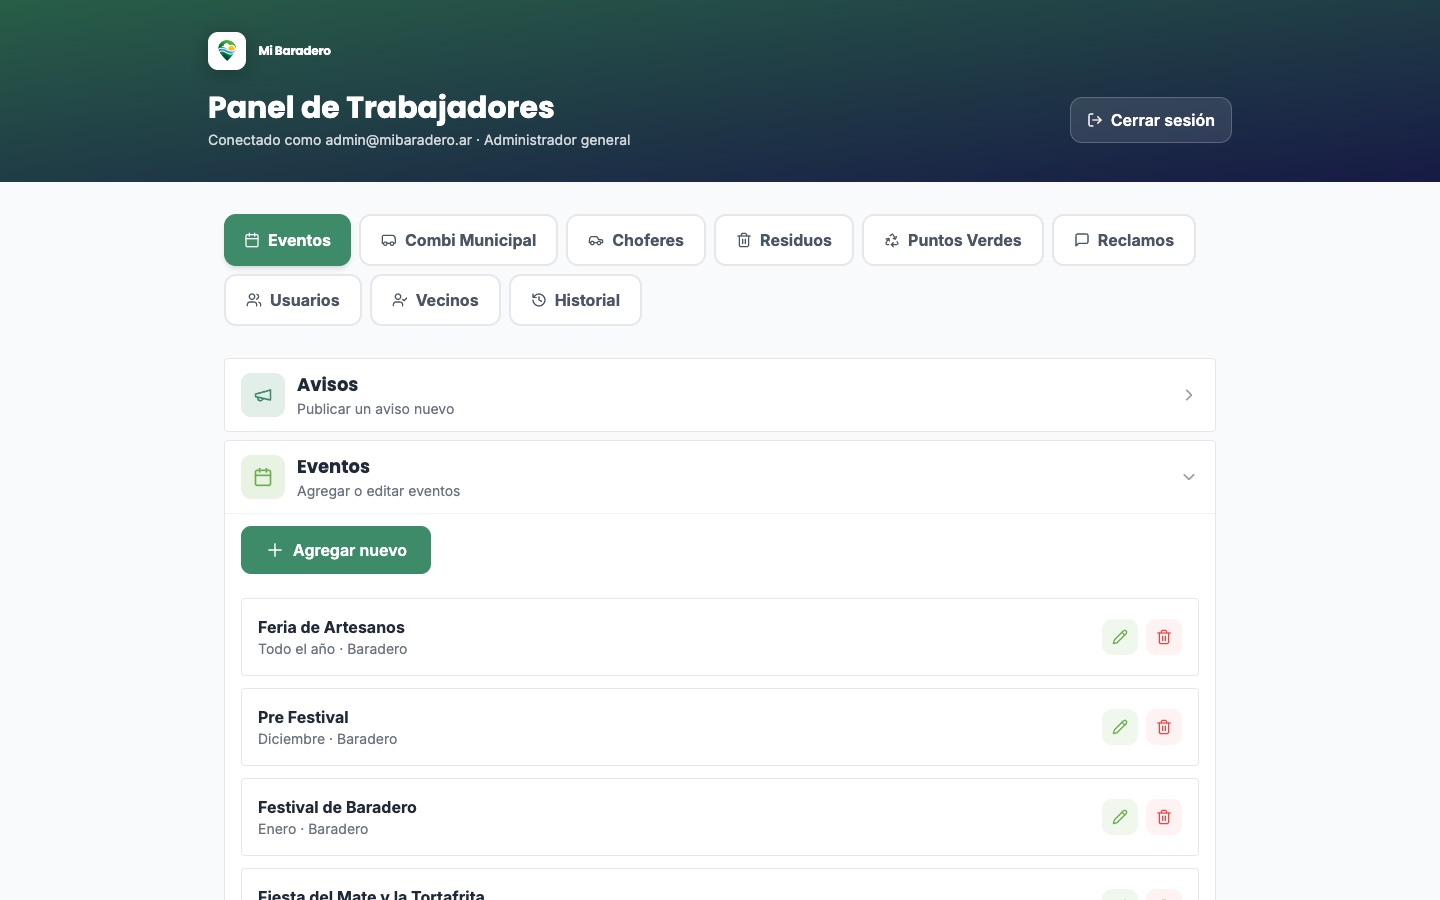 Mi Baradero
Panel de Trabajadores
Conectado como admin@mibaradero.ar · Administrador general
Cerrar sesión
Eventos
Combi Municipal
Choferes
Residuos
Puntos Verdes
Reclamos
Usuarios
Vecinos
Historial
Avisos
Publicar un aviso nuevo
Eventos
Agregar o editar eventos
Agregar nuevo
Feria de Artesanos
Todo el año · Baradero
Pre Festival
Diciembre · Baradero
Festival de Baradero
Enero · Baradero
Fiesta del Mate y la Tortafrita